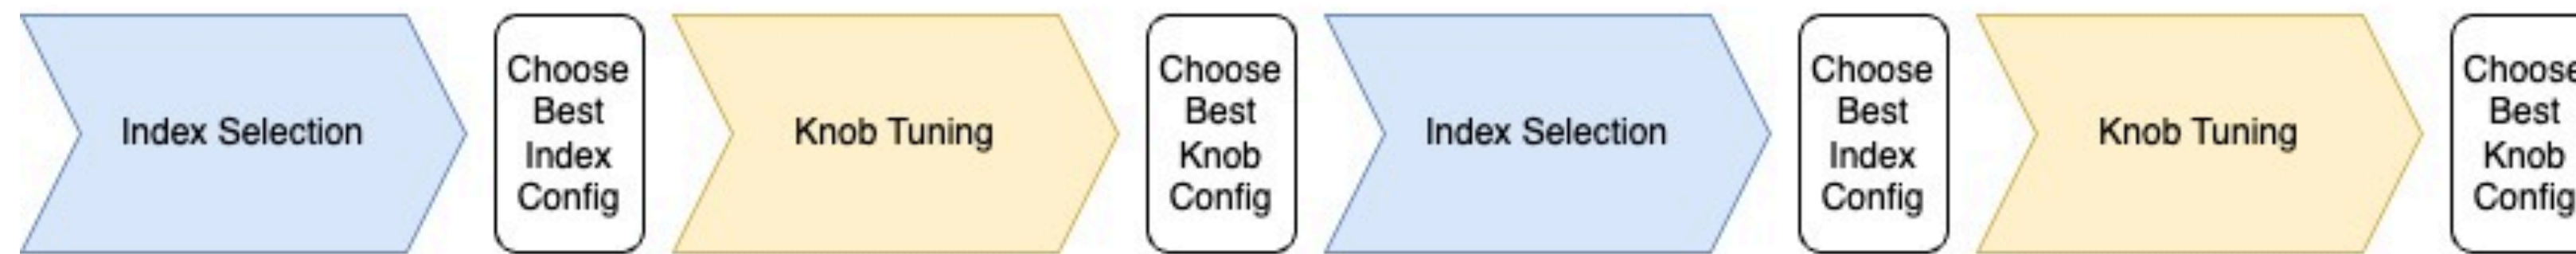 Index Selection
Choose
Best
Index
Config
Knob Tuning
Choose
Best
Knob
Config
Index Selection
Choose
Best
Index
Config
Knob Tuning
Choose
Best
Knob
Config